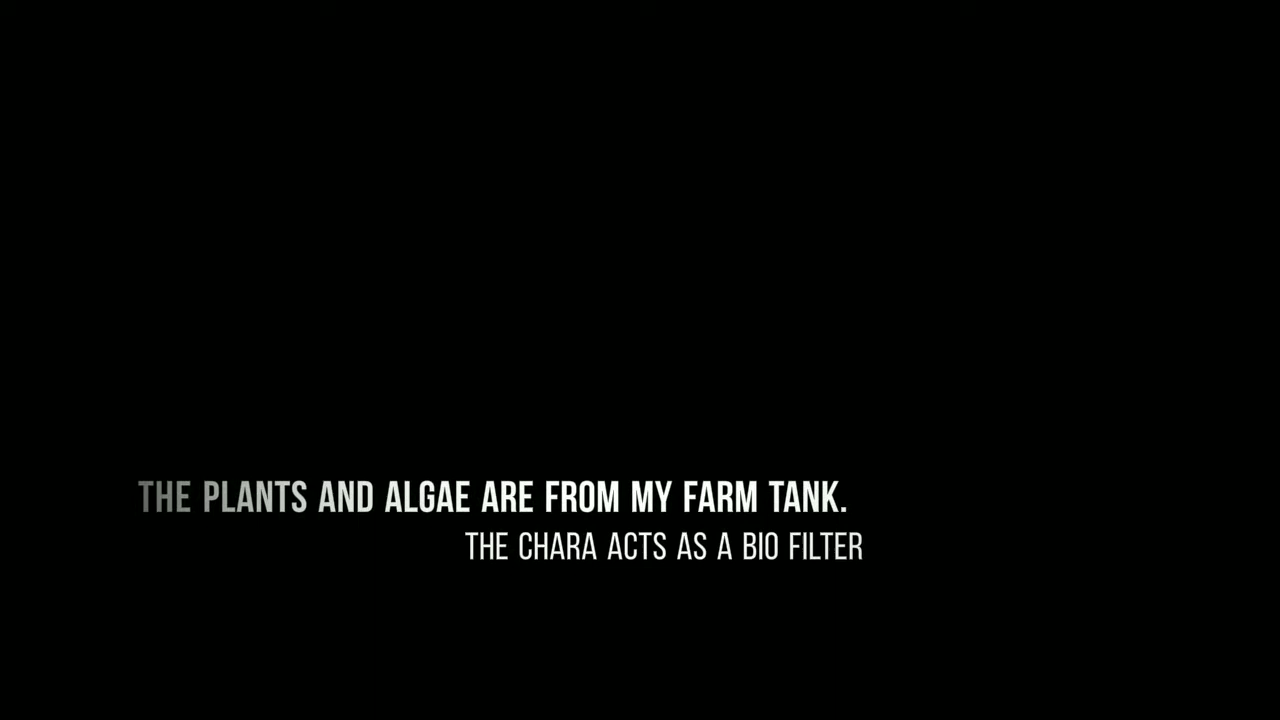 THE PLANTS AND ALGAE ARE FROM MY FARM TANK.
THE CHARA ACTS AS A BIO FILTER